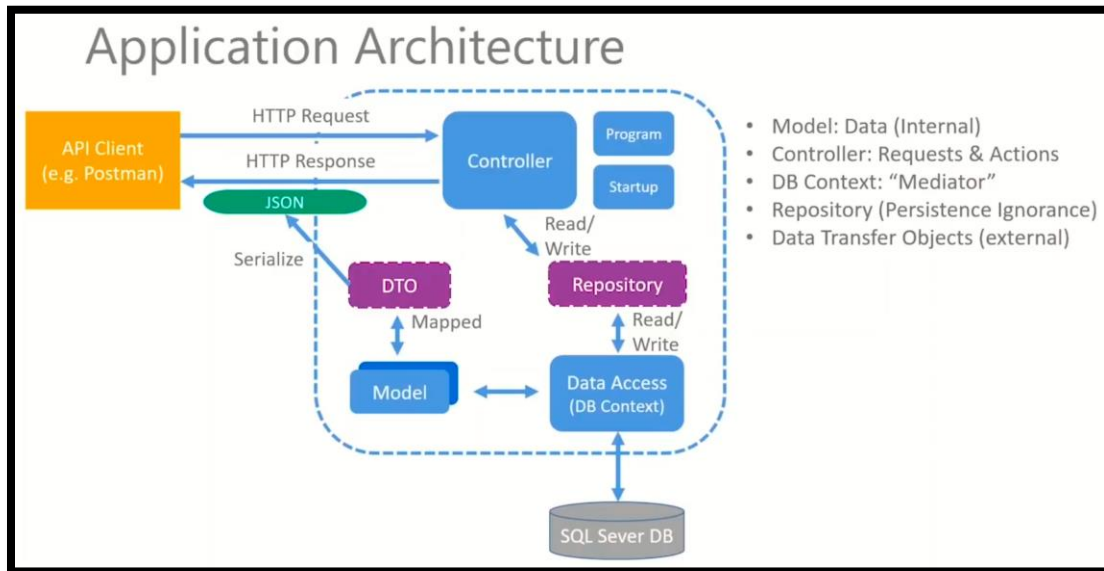 Application Architecture
HTTP Request
API Client
(e.g. Postman)
HTTP Response
JSON
Serialize
Controller
Program
Startup
Read/
Write
DTO
Repository
Mapped
Read/
Write
Model
Data Access
(DB Context)
SQL Sever DB
• Model: Data (Internal)
• Controller: Requests & Actions
• DB Context: “Mediator”
• Repository (Persistence Ignorance)
• Data Transfer Objects (external)